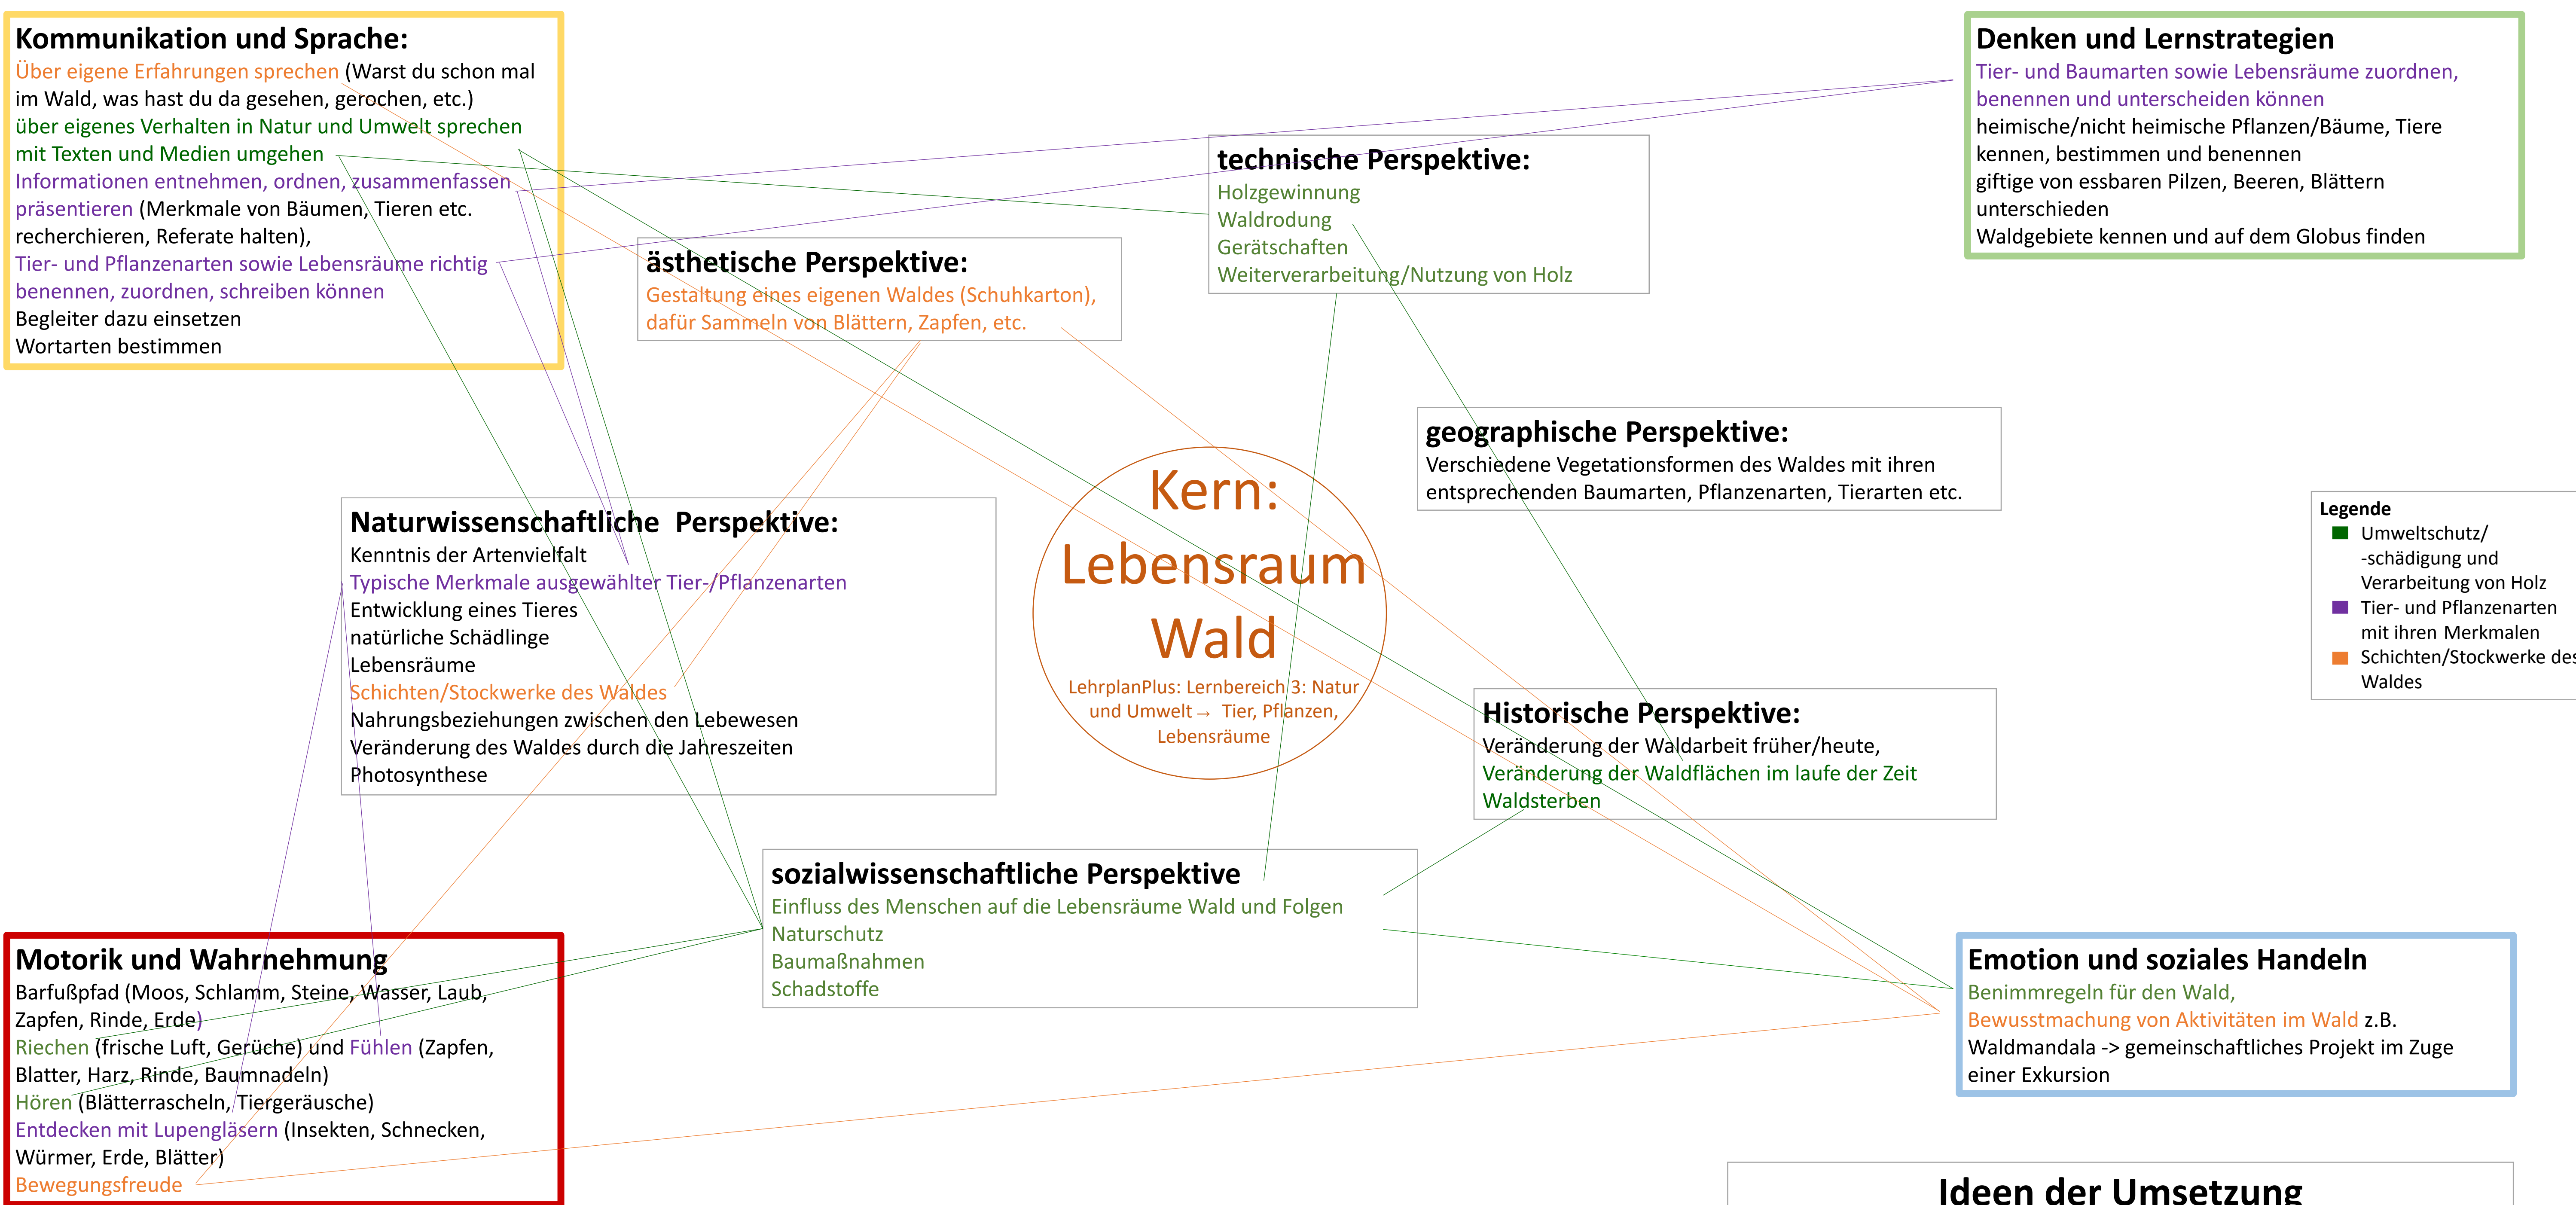 Kommunikation und Sprache:
Über eigene Erfahrungen sprechen (Warst du schon mal
im Wald, was hast du da gesehen, gerochen, etc.)
über eigenes Verhalten in Natur und Umwelt sprechen
mit Texten und Medien umgehen
Informationen entnehmen, ordnen, zusammenfassen
präsentieren (Merkmale von Bäumen, Tieren etc.
recherchieren, Referate halten),
Tier- und Pflanzenarten sowie Lebensräume richtig
benennen, zuordnen, schreiben können
Begleiter dazu einsetzen
Wortarten bestimmen
Denken und Lernstrategien
Tier- und Baumarten sowie Lebensräume zuordnen,
benennen und unterscheiden können
heimische/nicht heimische Pflanzen/Bäume, Tiere
kennen, bestimmen und benennen
giftige von essbaren Pilzen, Beeren, Blättern
unterschieden
Waldgebiete kennen und auf dem Globus finden
technische Perspektive:
Holzgewinnung
Waldrodung
Gerätschaften
Weiterverarbeitung/Nutzung von Holz
ästhetische Perspektive:
Gestaltung eines eigenen Waldes (Schuhkarton),
dafür Sammeln von Blättern, Zapfen, etc.
geographische Perspektive:
Verschiedene Vegetationsformen des Waldes mit ihren
entsprechenden Baumarten, Pflanzenarten, Tierarten etc.
Kern:
Lebensraum
Wald
LehrplanPlus: Lernbereich 3: Natur
und Umwelt → Tier, Pflanzen,
Lebensräume
Legende
Umweltschutz/
-schädigung und
Verarbeitung von Holz
Tier- und Pflanzenarten
mit ihren Merkmalen
Schichten/Stockwerke des
Waldes
Naturwissenschaftliche Perspektive:
Kenntnis der Artenvielfalt
Typische Merkmale ausgewählter Tier-/Pflanzenarten
Entwicklung eines Tieres
natürliche Schädlinge
Lebensräume
Schichten/Stockwerke des Waldes
Nahrungsbeziehungen zwischen den Lebewesen
Veränderung des Waldes durch die Jahreszeiten
Photosynthese
Historische Perspektive:
Veränderung der Waldarbeit früher/heute,
Veränderung der Waldflächen im laufe der Zeit
Waldsterben
sozialwissenschaftliche Perspektive
Einfluss des Menschen auf die Lebensräume Wald und Folgen
Naturschutz
Baumaßnahmen
Schadstoffe
Motorik und Wahrnehmung
Barfußpfad (Moos, Schlamm, Steine, Wasser, Laub,
Zapfen, Rinde, Erde)
Riechen (frische Luft, Gerüche) und Fühlen (Zapfen,
Blatter, Harz, Rinde, Baumnadeln)
Hören (Blätterrascheln, Tiergeräusche)
Entdecken mit Lupengläsern (Insekten, Schnecken,
Würmer, Erde, Blätter)
Bewegungsfreude
Emotion und soziales Handeln
Benimmregeln für den Wald,
Bewusstmachung von Aktivitäten im Wald z.B.
Waldmandala -> gemeinschaftliches Projekt im Zuge
einer Exkursion
Ideen der Umsetzung